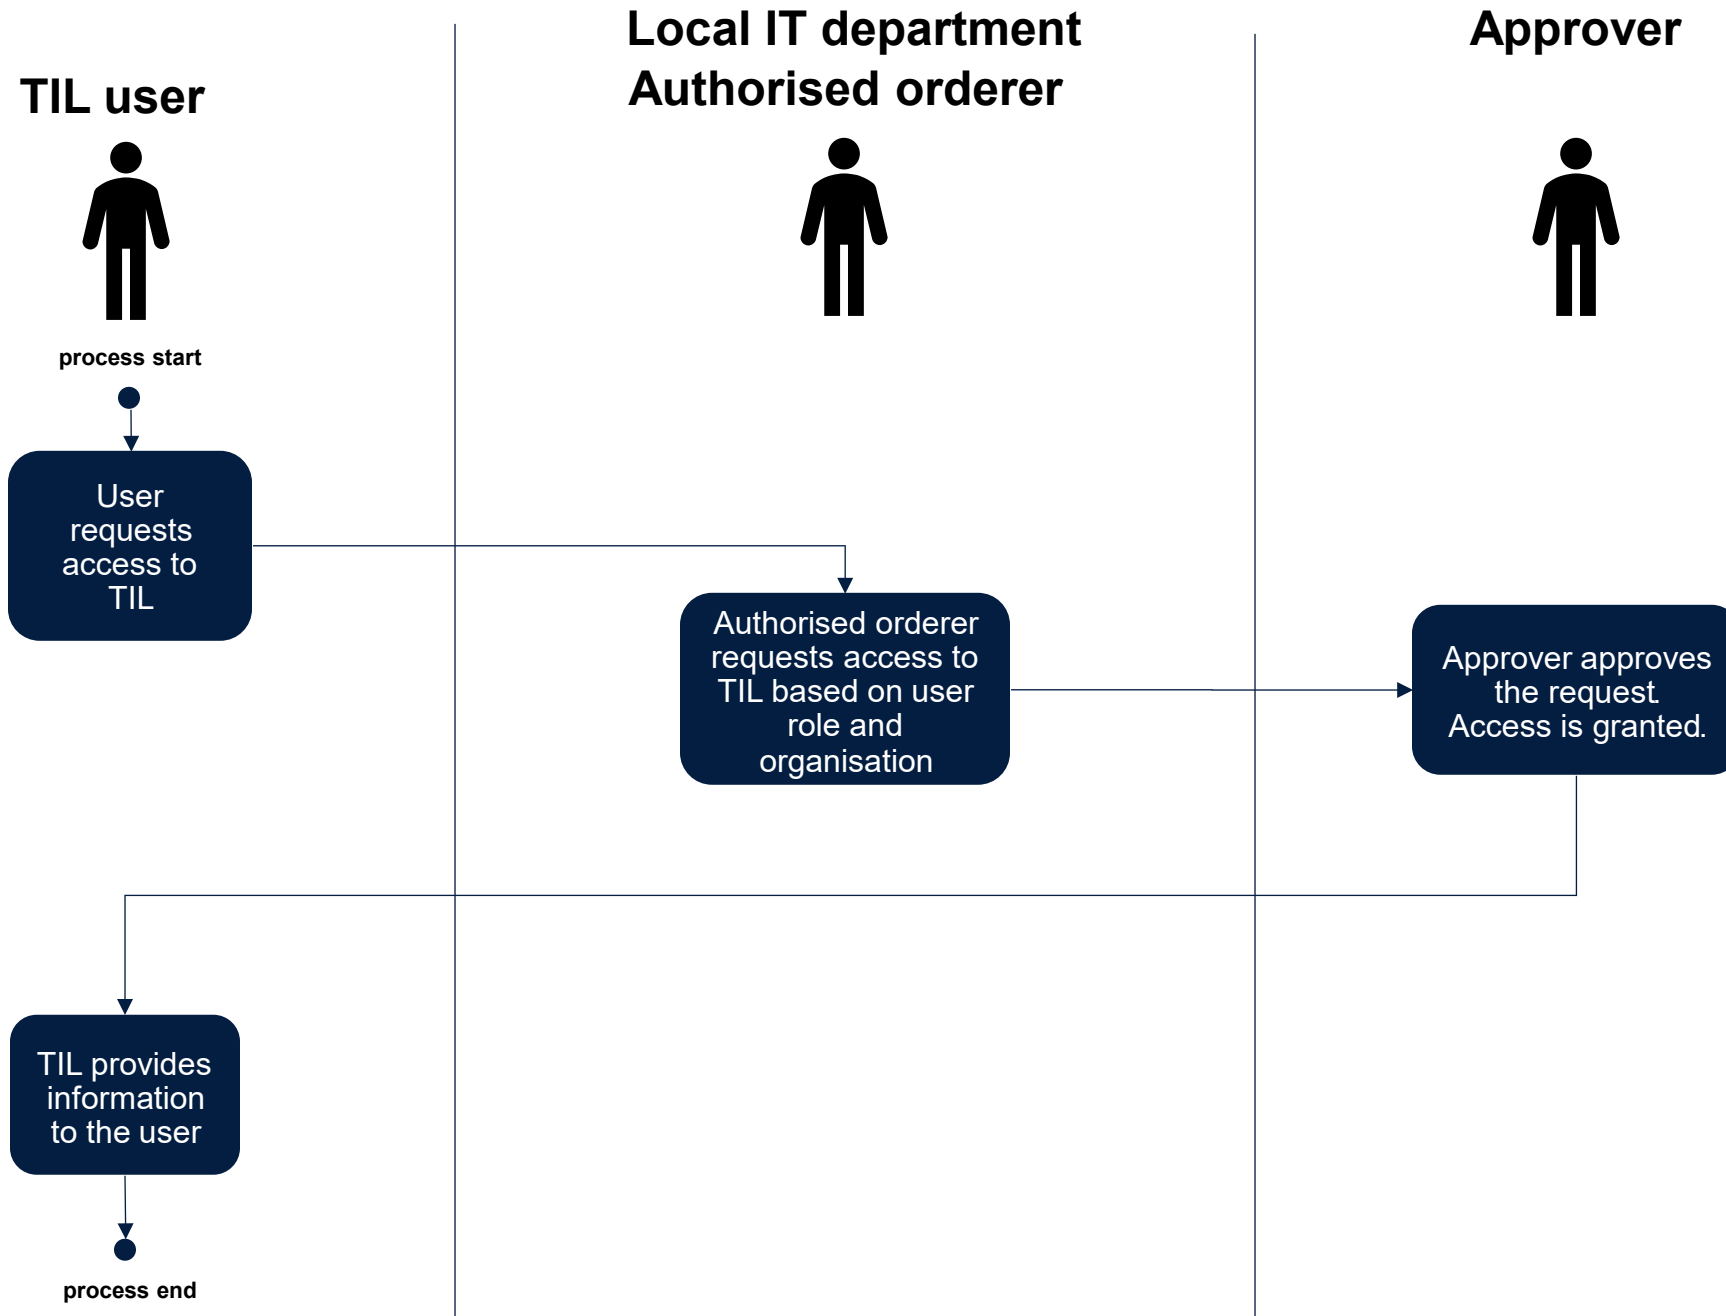 TIL user
Local IT department
Authorised orderer
Approver
process start
User
requests
access to
TIL
Authorised orderer
requests access to
TIL based on user
role and
organisation
Approver approves
the request.
Access is granted.
TIL provides
information
to the user
process end